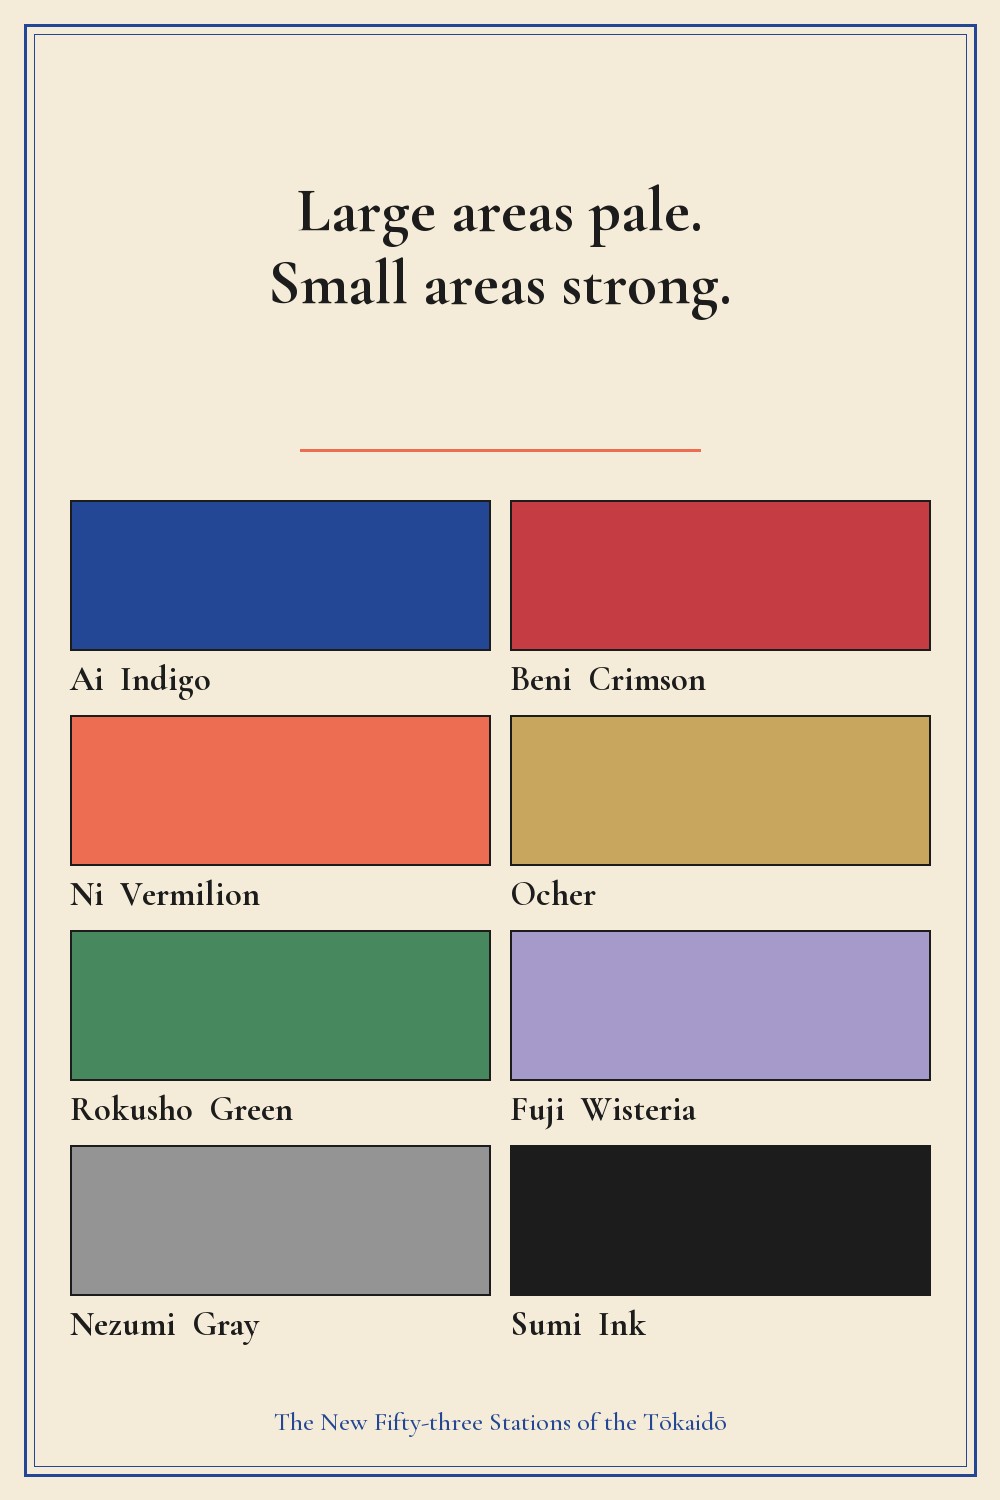 Large areas pale.
Small areas strong.
Ai Indigo
Beni Crimson
Ni Vermilion
Ocher
Rokusho Green
Fuji Wisteria
Nezumi Gray
Sumi Ink
The New Fifty-three Stations of the Tōkaidō